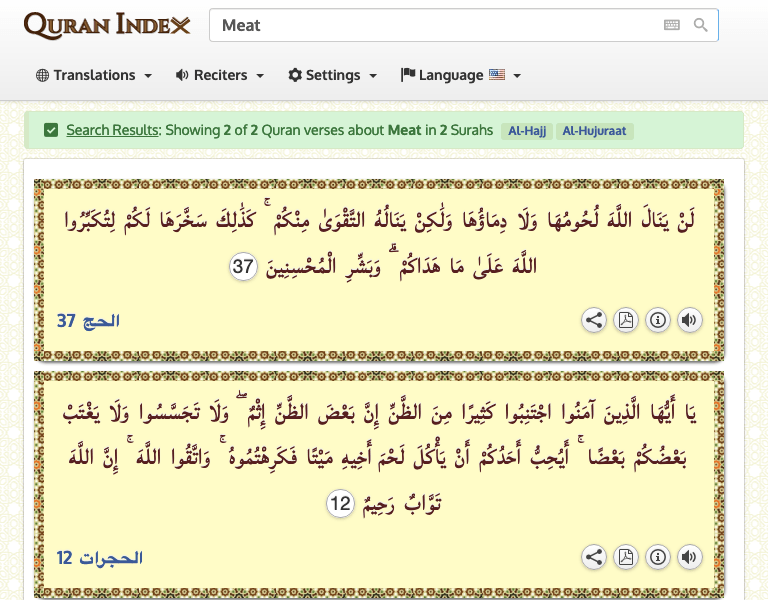 QURAN INDEX
Meat
Translations Reciters Settings Language
Search Results: Showing 2 of 2 Quran verses about Meat in 2 Surahs Al-Hajj Al-Hujuraat
لَنْ يَنَالَ اللَّهَ لُحُومُهَا وَلَا دِمَاؤُهَا وَلَٰكِنْ يَنَالُهُ التَّقْوَىٰ مِنْكُمْ ۚ كَذَٰلِكَ سَخَّرَهَا لَكُمْ لِتُكَبِّرُوا
اللَّهَ عَلَىٰ مَا هَدَاكُمْ ۗ وَبَشِّرِ الْمُحْسِنِينَ 37
الحج 37
يَا أَيُّهَا الَّذِينَ آمَنُوا اجْتَنِبُوا كَثِيرًا مِنَ الظَّنِّ إِنَّ بَعْضَ الظَّنِّ إِثْمٌ ۖ وَلَا تَجَسَّسُوا وَلَا يَغْتَبْ
بَعْضُكُمْ بَعْضًا ۚ أَيُحِبُّ أَحَدُكُمْ أَنْ يَأْكُلَ لَحْمَ أَخِيهِ مَيْتًا فَكَرِهْتُمُوهُ ۚ وَاتَّقُوا اللَّهَ ۚ إِنَّ اللَّهَ
تَوَّابٌ رَحِيمٌ 12
الحجرات 12